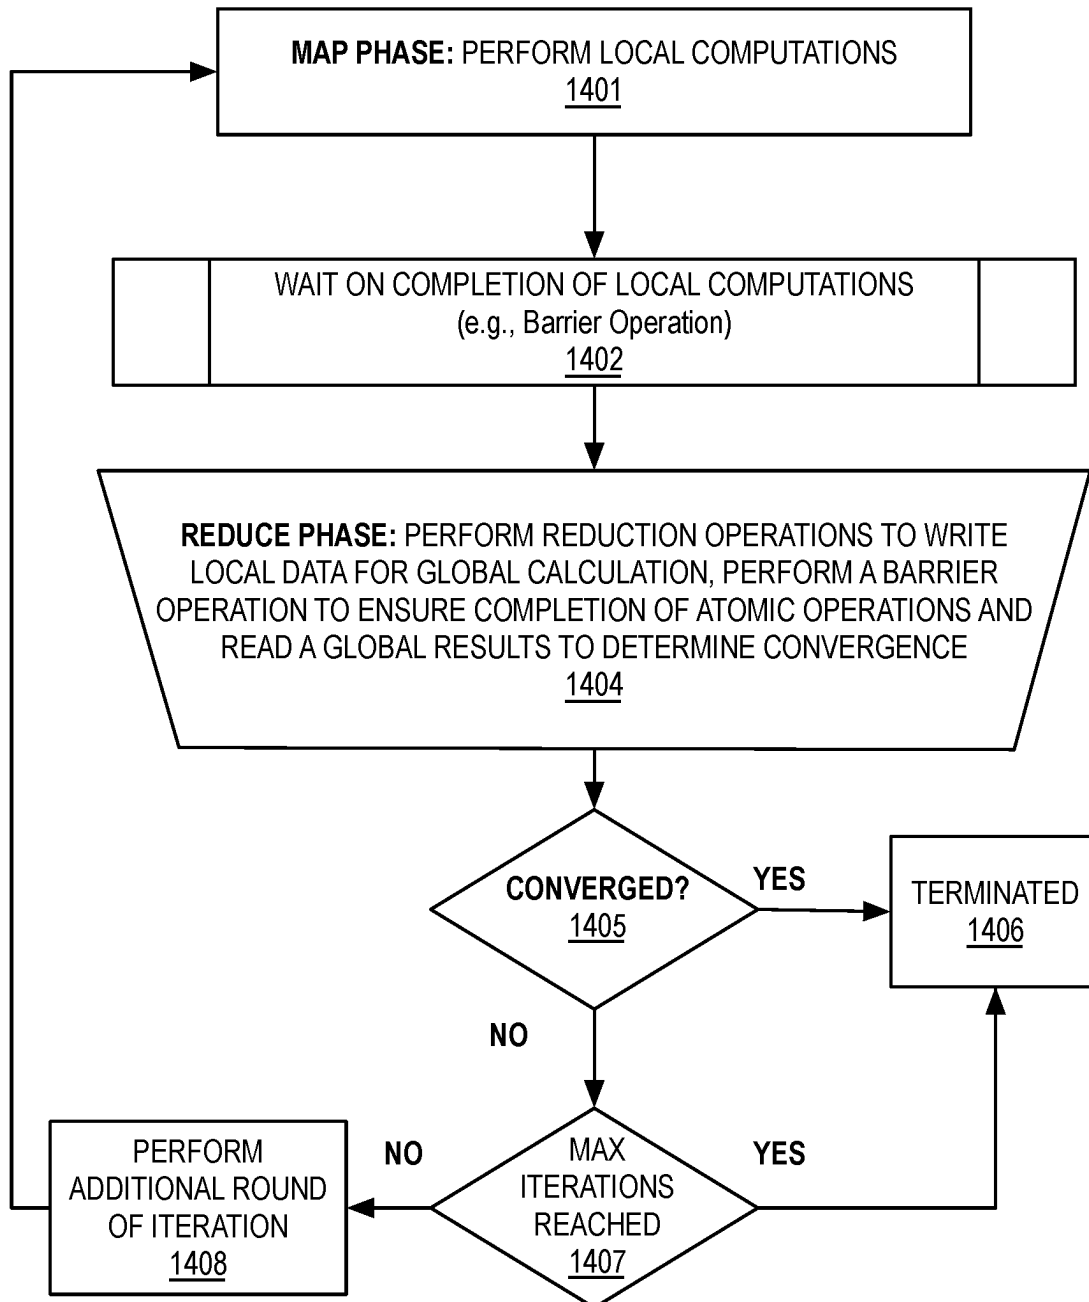 MAP PHASE: PERFORM LOCAL COMPUTATIONS
1401
WAIT ON COMPLETION OF LOCAL COMPUTATIONS
(e.g., Barrier Operation)
1402
REDUCE PHASE: PERFORM REDUCTION OPERATIONS TO WRITE
LOCAL DATA FOR GLOBAL CALCULATION, PERFORM A BARRIER
OPERATION TO ENSURE COMPLETION OF ATOMIC OPERATIONS AND
READ A GLOBAL RESULTS TO DETERMINE CONVERGENCE
1404
CONVERGED?
1405
YES
TERMINATED
1406
NO
MAX
ITERATIONS
REACHED
1407
YES
NO
PERFORM
ADDITIONAL ROUND
OF ITERATION
1408